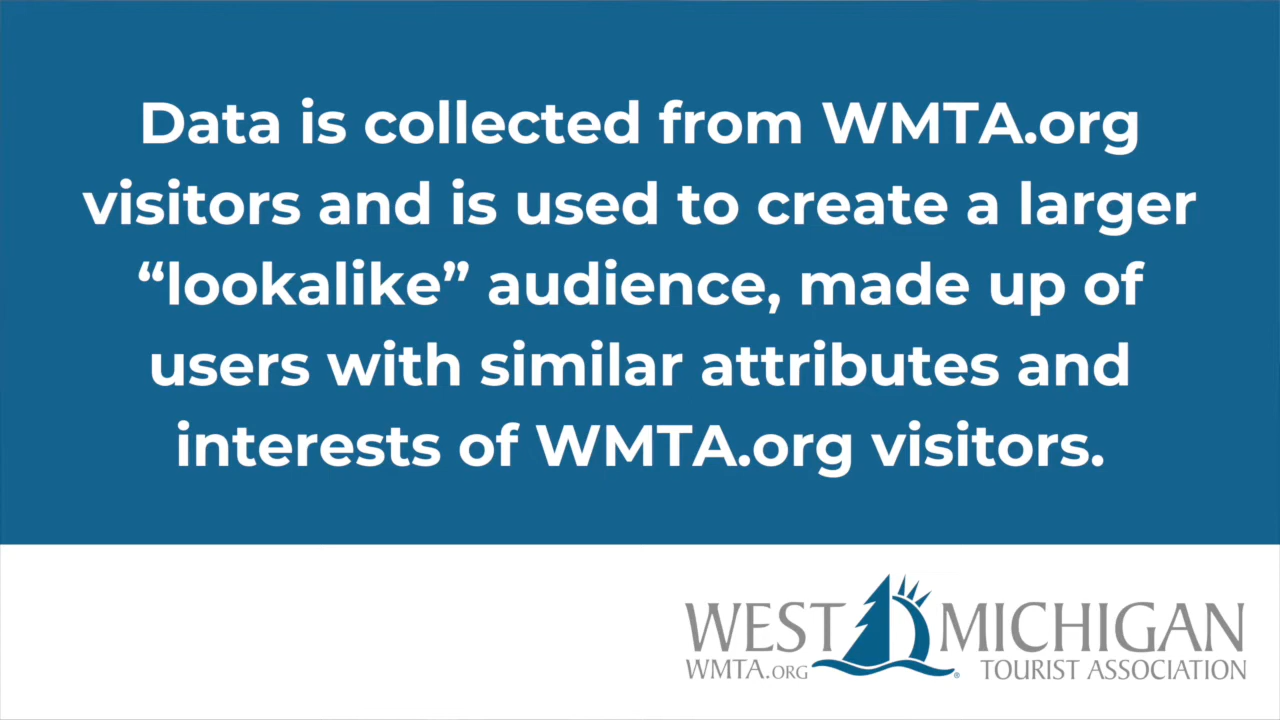 Data is collected from WMTA.org
visitors and is used to create a larger
“lookalike” audience, made up of
users with similar attributes and
interests of WMTA.org visitors.
WEST MICHIGAN
WMTA.ORG ® TOURIST ASSOCIATION